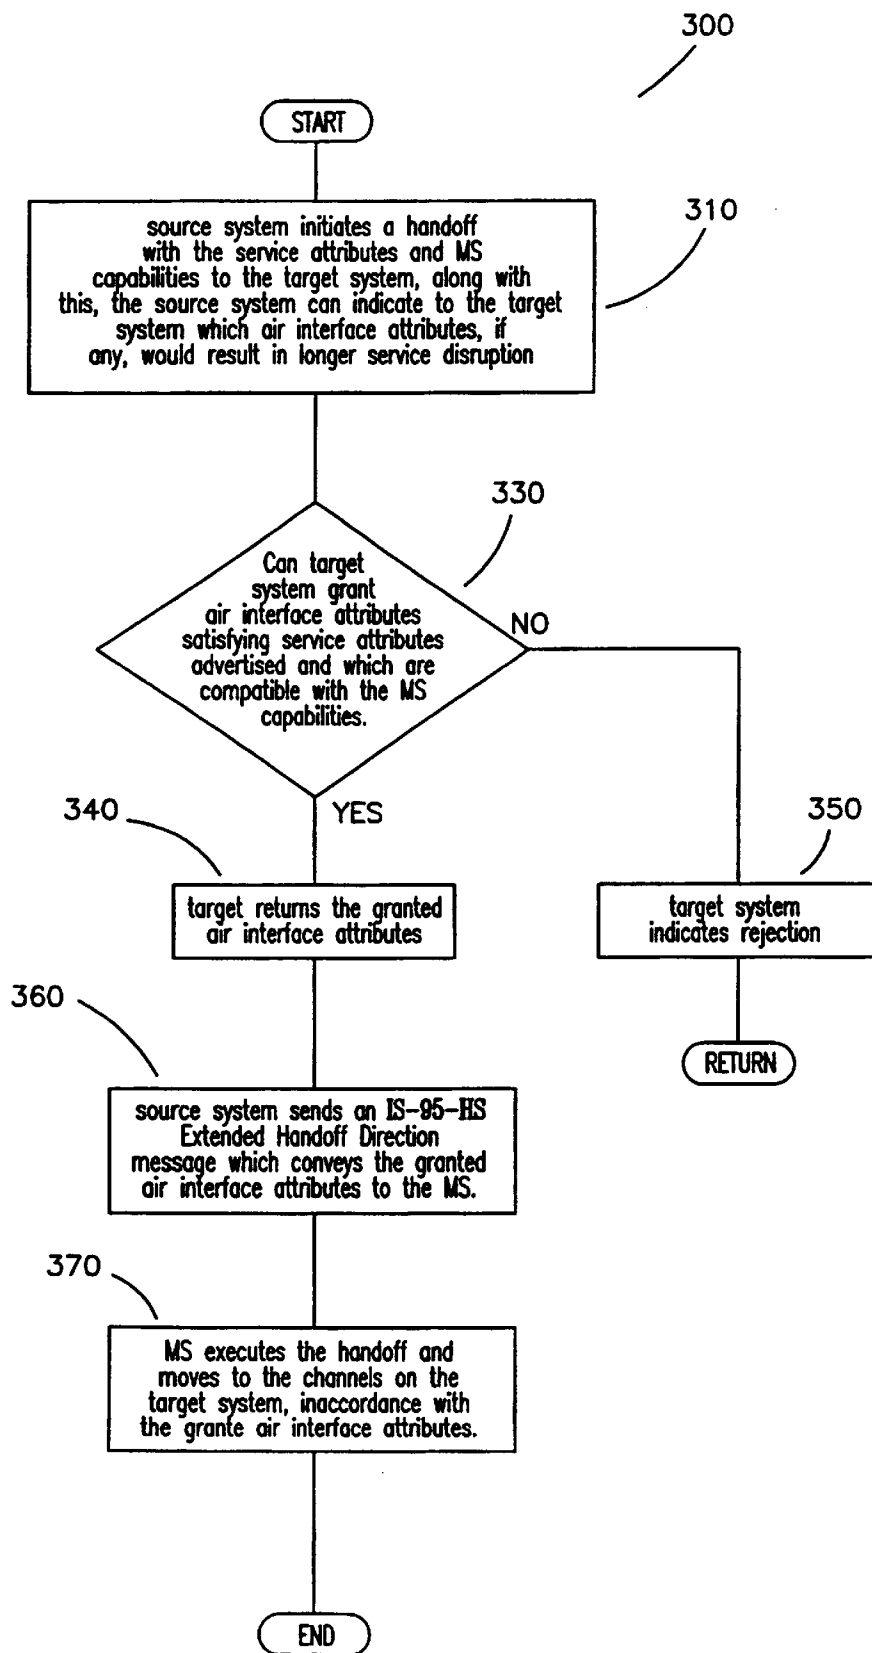 300
START
310
source system initiates a handoff
with the service attributes and MS
capabilities to the target system, along with
this, the source system can indicate to the target
system which air interface attributes, if
any, would result in longer service disruption
330
Can target
system grant
air interface attributes
satisfying service attributes
advertised and which are
compatible with the MS
capabilities.
NO
YES
340
target returns the granted
air interface attributes
350
target system
indicates rejection
RETURN
360
source system sends an IS-95-HS
Extended Handoff Direction
message which conveys the granted
air interface attributes to the MS.
370
MS executes the handoff and
moves to the channels on the
target system, inaccordance with
the grante air interface attributes.
END